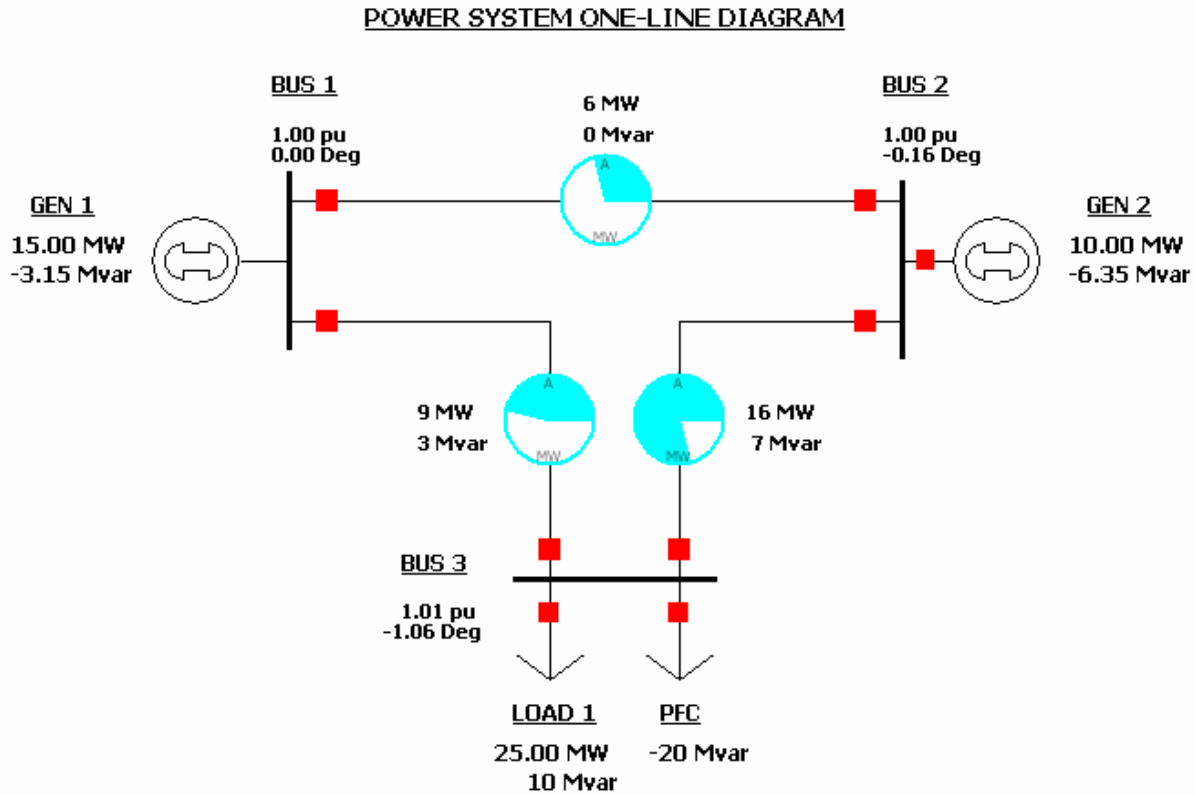 POWER SYSTEM ONE-LINE DIAGRAM
BUS 1
1.00 pu
0.00 Deg
6 MW
0 Mvar
A
MW
BUS 2
1.00 pu
-0.16 Deg
GEN 1
15.00 MW
-3.15 Mvar
GEN 2
10.00 MW
-6.35 Mvar
9 MW
3 Mvar
A
MW
A
MW
16 MW
7 Mvar
BUS 3
1.01 pu
-1.06 Deg
LOAD 1
25.00 MW
10 Mvar
PFC
-20 Mvar